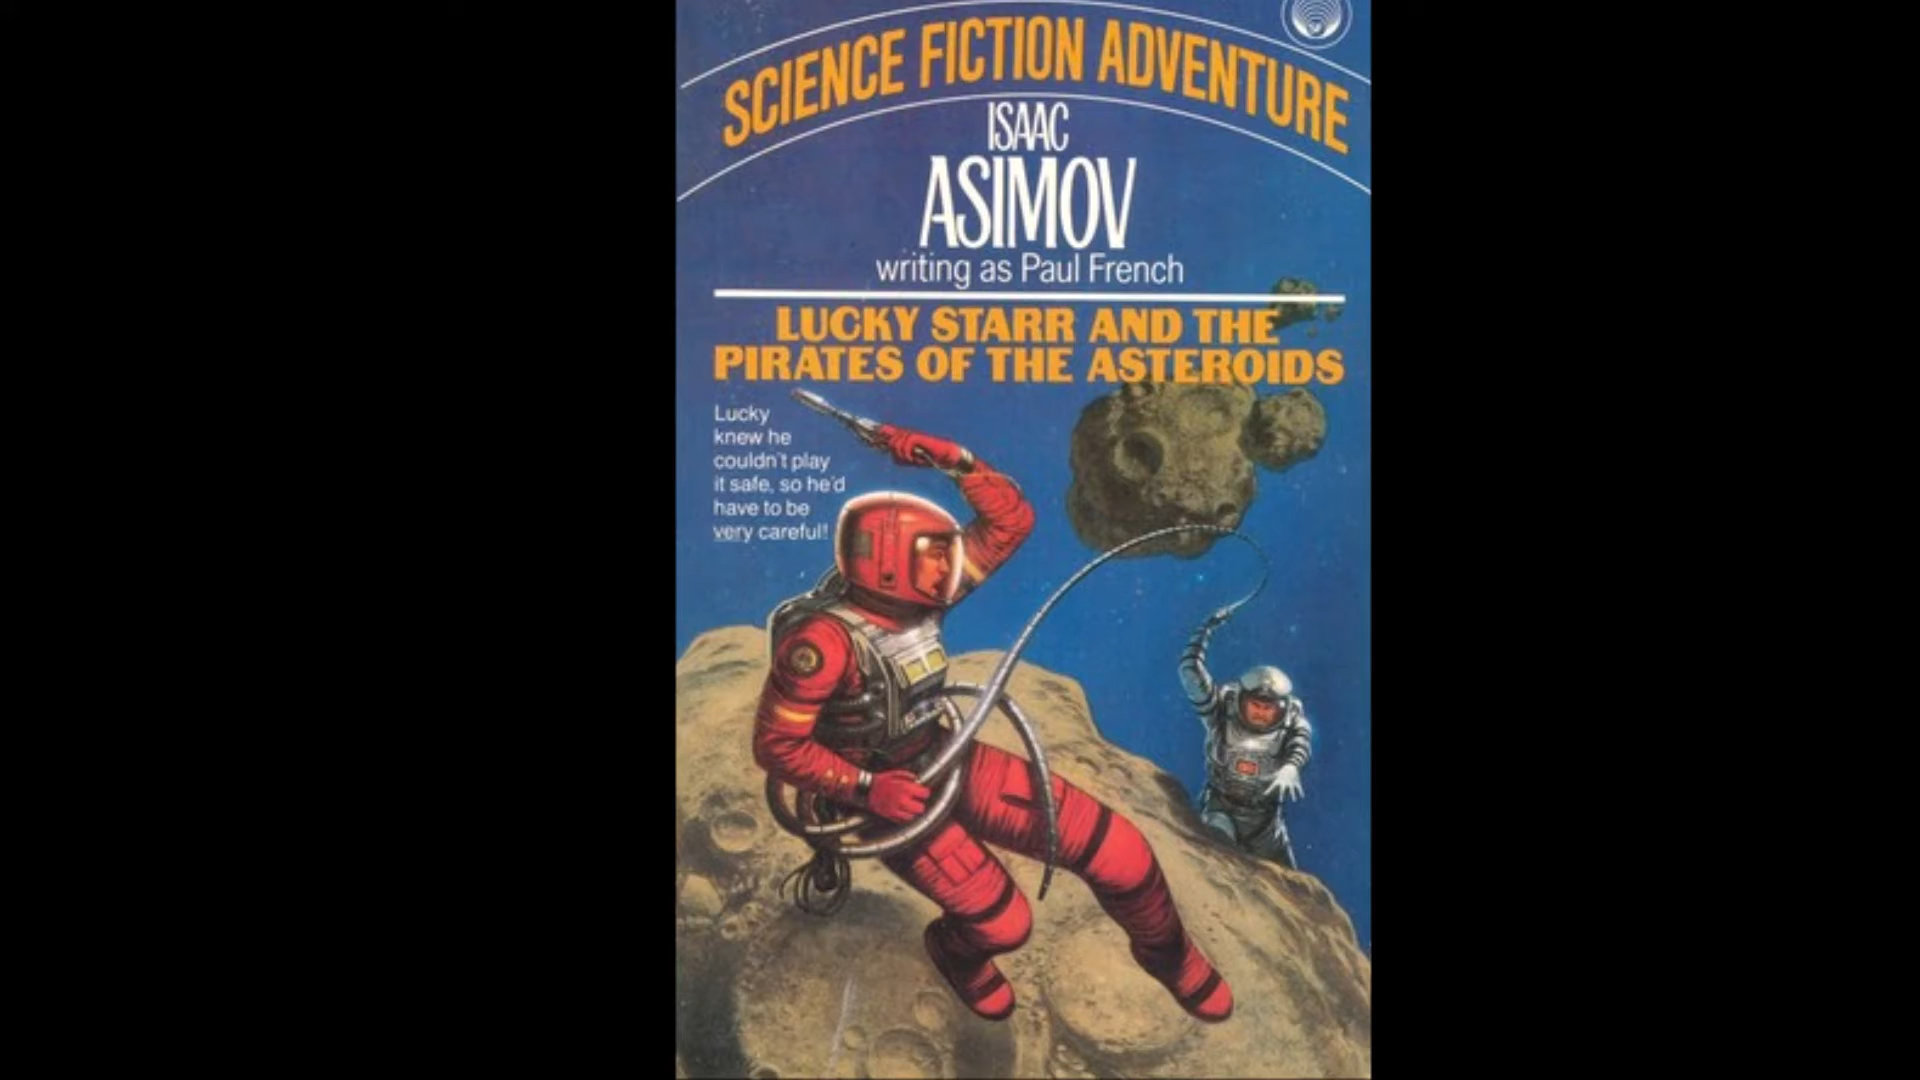 SCIENCE FICTION ADVENTURE
ISAAC
ASIMOV
writing as Paul French
LUCKY STARR AND THE
PIRATES OF THE ASTEROIDS
Lucky
knew he
couldn't play
it safe, so he'd
have to be
very careful!